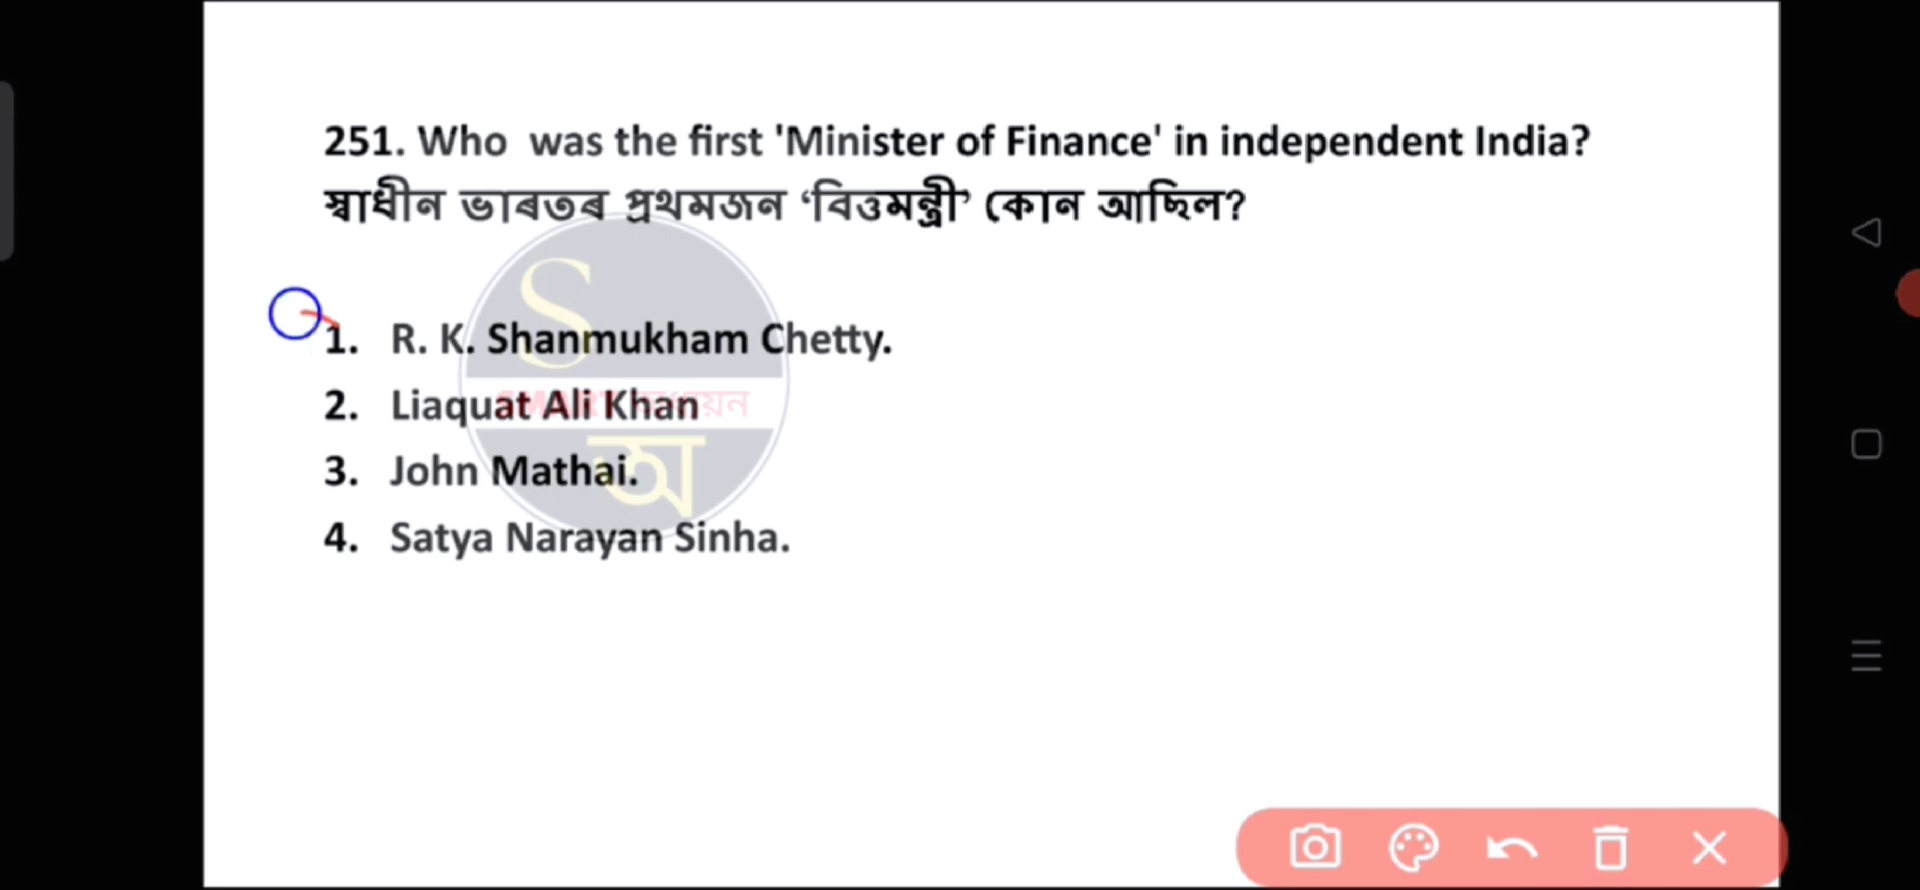 251. Who was the first 'Minister of Finance' in independent India?
স্বাধীন ভাৰতৰ প্ৰথমজন ‘বিত্তমন্ত্ৰী’ কোন আছিল?
1. R. K. Shanmukham Chetty.
2. Liaquat Ali Khan
3. John Mathai.
4. Satya Narayan Sinha.
S
SMART
অ